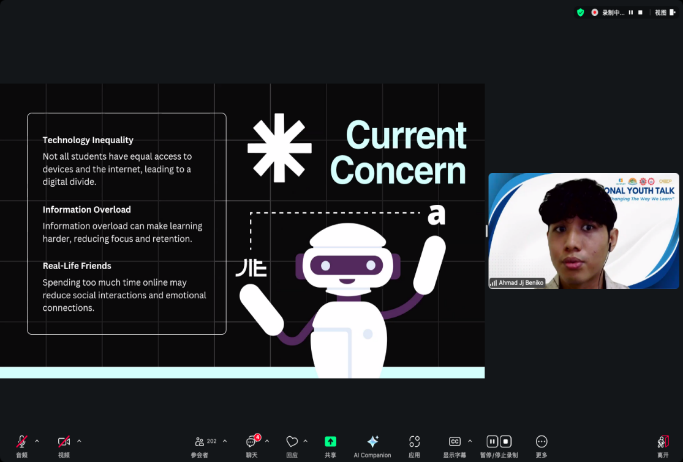 录制中...
视图
Technology Inequality
Not all students have equal access to
devices and the internet, leading to a
digital divide.
Information Overload
Information overload can make learning
harder, reducing focus and retention.
Real-Life Friends
Spending too much time online may
reduce social interactions and emotional
connections.
Current
Concern
a
ONAL YOUTH TALK
Changing The Way We Learn"
Ahmad Jj Beniko
音频
视频
202
参会者
4
聊天
回应
共享
AI Companion
应用
CC
显示字幕
暂停/停止录制
更多
离开